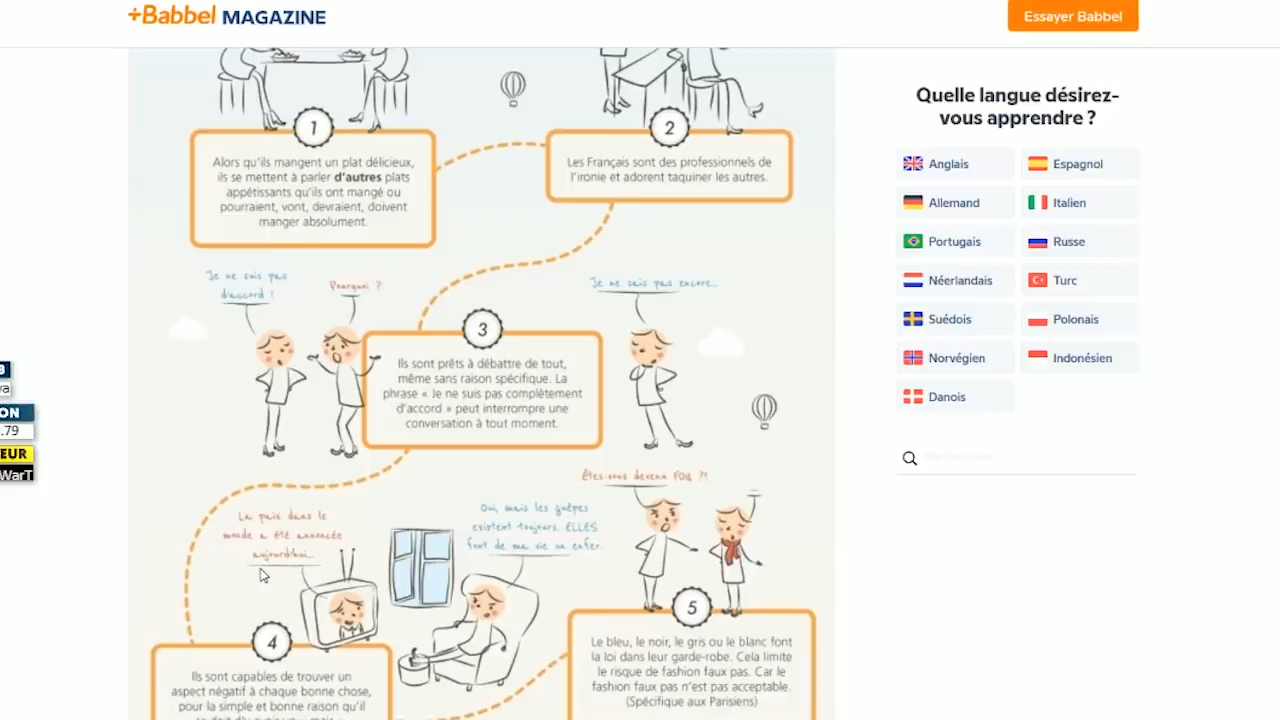 +Babbel MAGAZINE
Essayer Babbel
Quelle langue désirez-
vous apprendre ?
Anglais
Espagnol
Allemand
Italien
Portugais
Russe
Néerlandais
Turc
Suédois
Polonais
Norvégien
Indonésien
Danois
1
Alors qu'ils mangent un plat délicieux,
ils se mettent à parler d'autres plats
appétissants qu'ils ont mangé ou
pourraient, vont, devraient, doivent
manger absolument.
2
Les Français sont des professionnels de
l'ironie et adorent taquiner les autres.
Je ne suis pas
d'accord !
Pourquoi ?
Je ne sais pas encore...
3
Ils sont prêts à débattre de tout,
même sans raison spécifique. La
phrase « Je ne suis pas complètement
d'accord » peut interrompre une
conversation à tout moment.
La paix dans le
monde a été annoncée
aujourd'hui...
Oui, mais les guêpes
existent toujours. ELLES
font de ma vie un enfer.
Êtes-vous devenu FOU ?!
4
Ils sont capables de trouver un
aspect négatif à chaque bonne chose,
pour la simple et bonne raison qu'il
5
Le bleu, le noir, le gris ou le blanc font
la loi dans leur garde-robe. Cela limite
le risque de fashion faux pas. Car le
fashion faux pas n'est pas acceptable.
(Spécifique aux Parisiens)
ON
.79
EUR
WarT